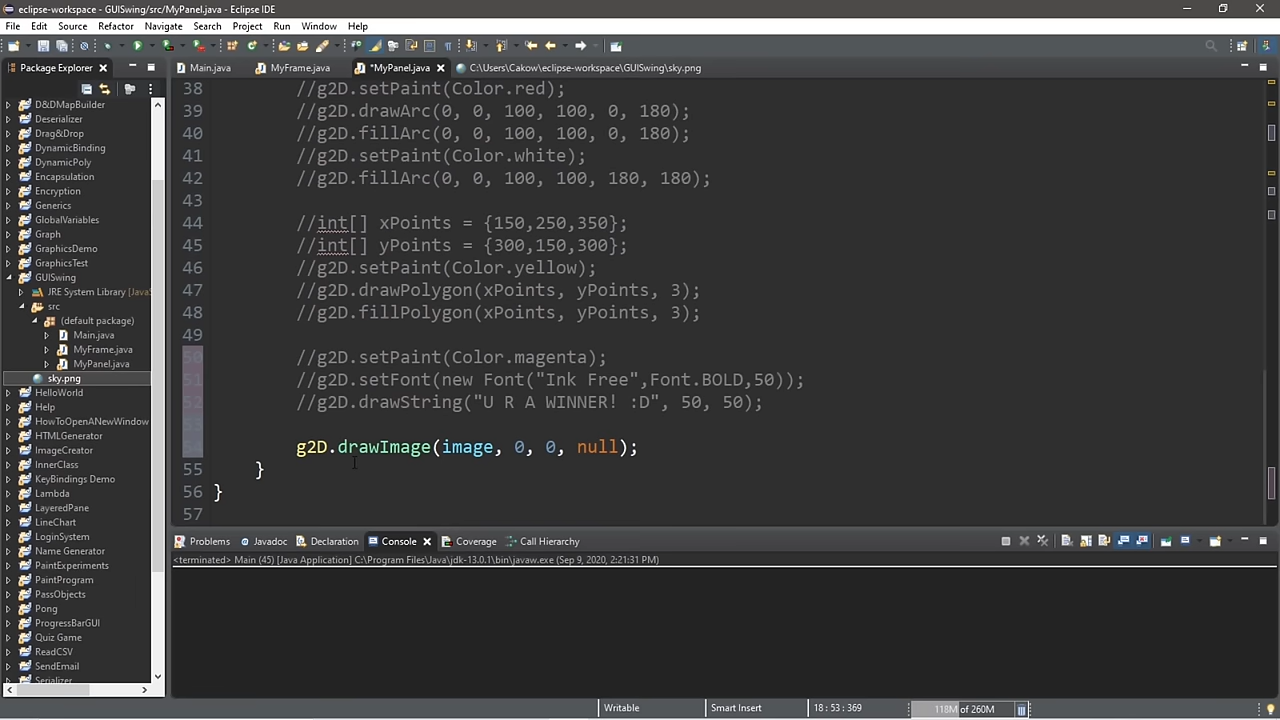 eclipse-workspace - GUISwing/src/MyPanel.java - Eclipse IDE
File Edit Source Refactor Navigate Search Project Run Window Help
Package Explorer
Main.java MyFrame.java *MyPanel.java C:\Users\Cakow\eclipse-workspace\GUISwing\sky.png
D&DMapBuilder
Deserializer
Drag&Drop
DynamicBinding
DynamicPoly
Encapsulation
Encryption
Generics
GlobalVariables
Graph
GraphicsDemo
GraphicsTest
GUISwing
JRE System Library [JavaS
src
(default package)
Main.java
MyFrame.java
MyPanel.java
sky.png
HelloWorld
Help
HowToOpenANewWindow
HTMLGenerator
ImageCreator
InnerClass
KeyBindings Demo
Lambda
LayeredPane
LineChart
LoginSystem
Name Generator
PaintExperiments
PaintProgram
PassObjects
Pong
ProgressBarGUI
Quiz Game
ReadCSV
SendEmail
Serializer
38 //g2D.setPaint(Color.red);
39 //g2D.drawArc(0, 0, 100, 100, 0, 180);
40 //g2D.fillArc(0, 0, 100, 100, 0, 180);
41 //g2D.setPaint(Color.white);
42 //g2D.fillArc(0, 0, 100, 100, 180, 180);
43
44 //int[] xPoints = {150,250,350};
45 //int[] yPoints = {300,150,300};
46 //g2D.setPaint(Color.yellow);
47 //g2D.drawPolygon(xPoints, yPoints, 3);
48 //g2D.fillPolygon(xPoints, yPoints, 3);
49
50 //g2D.setPaint(Color.magenta);
51 //g2D.setFont(new Font("Ink Free",Font.BOLD,50));
52 //g2D.drawString("U R A WINNER! :D", 50, 50);
53
54 g2D.drawImage(image, 0, 0, null);
55 }
56 }
57
Problems Javadoc Declaration Console Coverage Call Hierarchy
<terminated> Main (45) [Java Application] C:\Program Files\Java\jdk-13.0.1\bin\javaw.exe (Sep 9, 2020, 2:21:31 PM)
Writable Smart Insert 18 : 53 : 369 118M of 260M